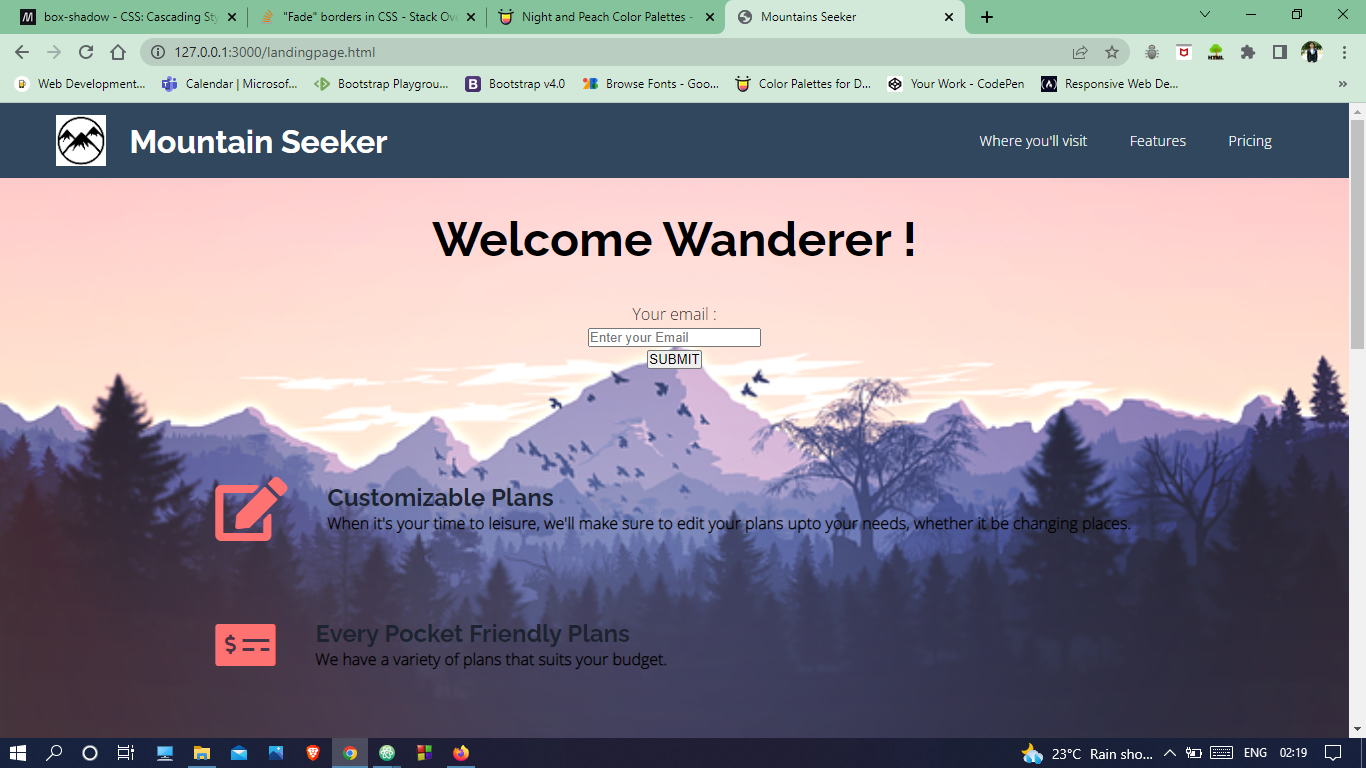 box-shadow - CSS: Cascading Sty
"Fade" borders in CSS - Stack Ove
Night and Peach Color Palettes -
Mountains Seeker
127.0.0.1:3000/landingpage.html
Web Development...
Calendar | Microsof...
Bootstrap Playgrou...
Bootstrap v4.0
Browse Fonts - Goo...
Color Palettes for D...
Your Work - CodePen
Responsive Web De...
Mountain Seeker
Where you'll visit
Features
Pricing
Welcome Wanderer !
Your email :
Enter your Email
SUBMIT
Customizable Plans
When it's your time to leisure, we'll make sure to edit your plans upto your needs, whether it be changing places.
Every Pocket Friendly Plans
We have a variety of plans that suits your budget.
23°C Rain sho...
ENG
02:19